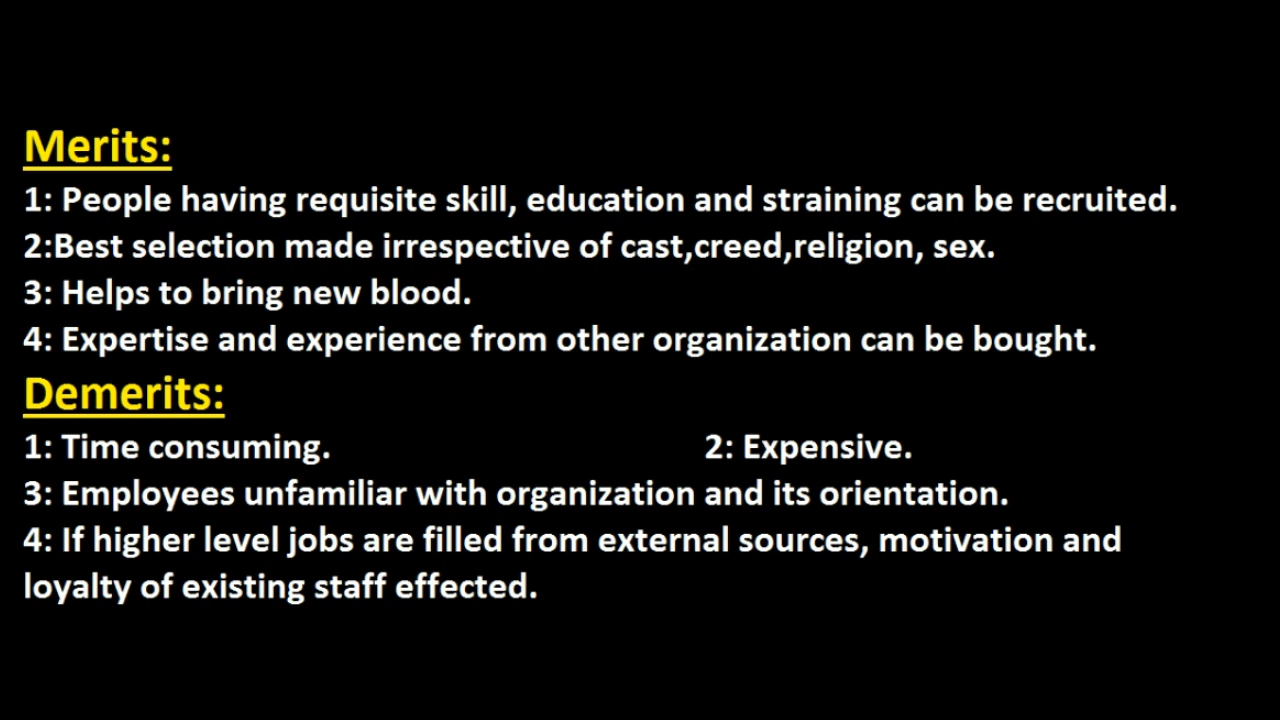 Merits:
1: People having requisite skill, education and straining can be recruited.
2:Best selection made irrespective of cast,creed,religion, sex.
3: Helps to bring new blood.
4: Expertise and experience from other organization can be bought.
Demerits:
1: Time consuming. 2: Expensive.
3: Employees unfamiliar with organization and its orientation.
4: If higher level jobs are filled from external sources, motivation and
loyalty of existing staff effected.